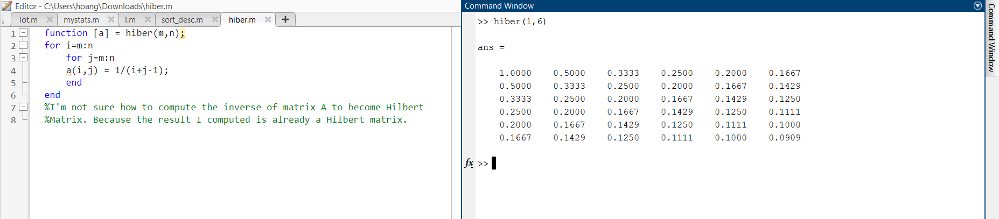 Editor - C:\Users\hoang\Downloads\hiber.m
lot.m mystats.m l.m sort_desc.m hiber.m +
1 function [a] = hiber(m,n);
2 for i=m:n
3 for j=m:n
4 a(i,j) = 1/(i+j-1);
5 end
6 end
7 %I'm not sure how to compute the inverse of matrix A to become Hilbert
8 %Matrix. Because the result I computed is already a Hilbert matrix.
Command Window
>> hiber(1,6)
ans =
1.0000 0.5000 0.3333 0.2500 0.2000 0.1667
0.5000 0.3333 0.2500 0.2000 0.1667 0.1429
0.3333 0.2500 0.2000 0.1667 0.1429 0.1250
0.2500 0.2000 0.1667 0.1429 0.1250 0.1111
0.2000 0.1667 0.1429 0.1250 0.1111 0.1000
0.1667 0.1429 0.1250 0.1111 0.1000 0.0909
fx >>
Command Window